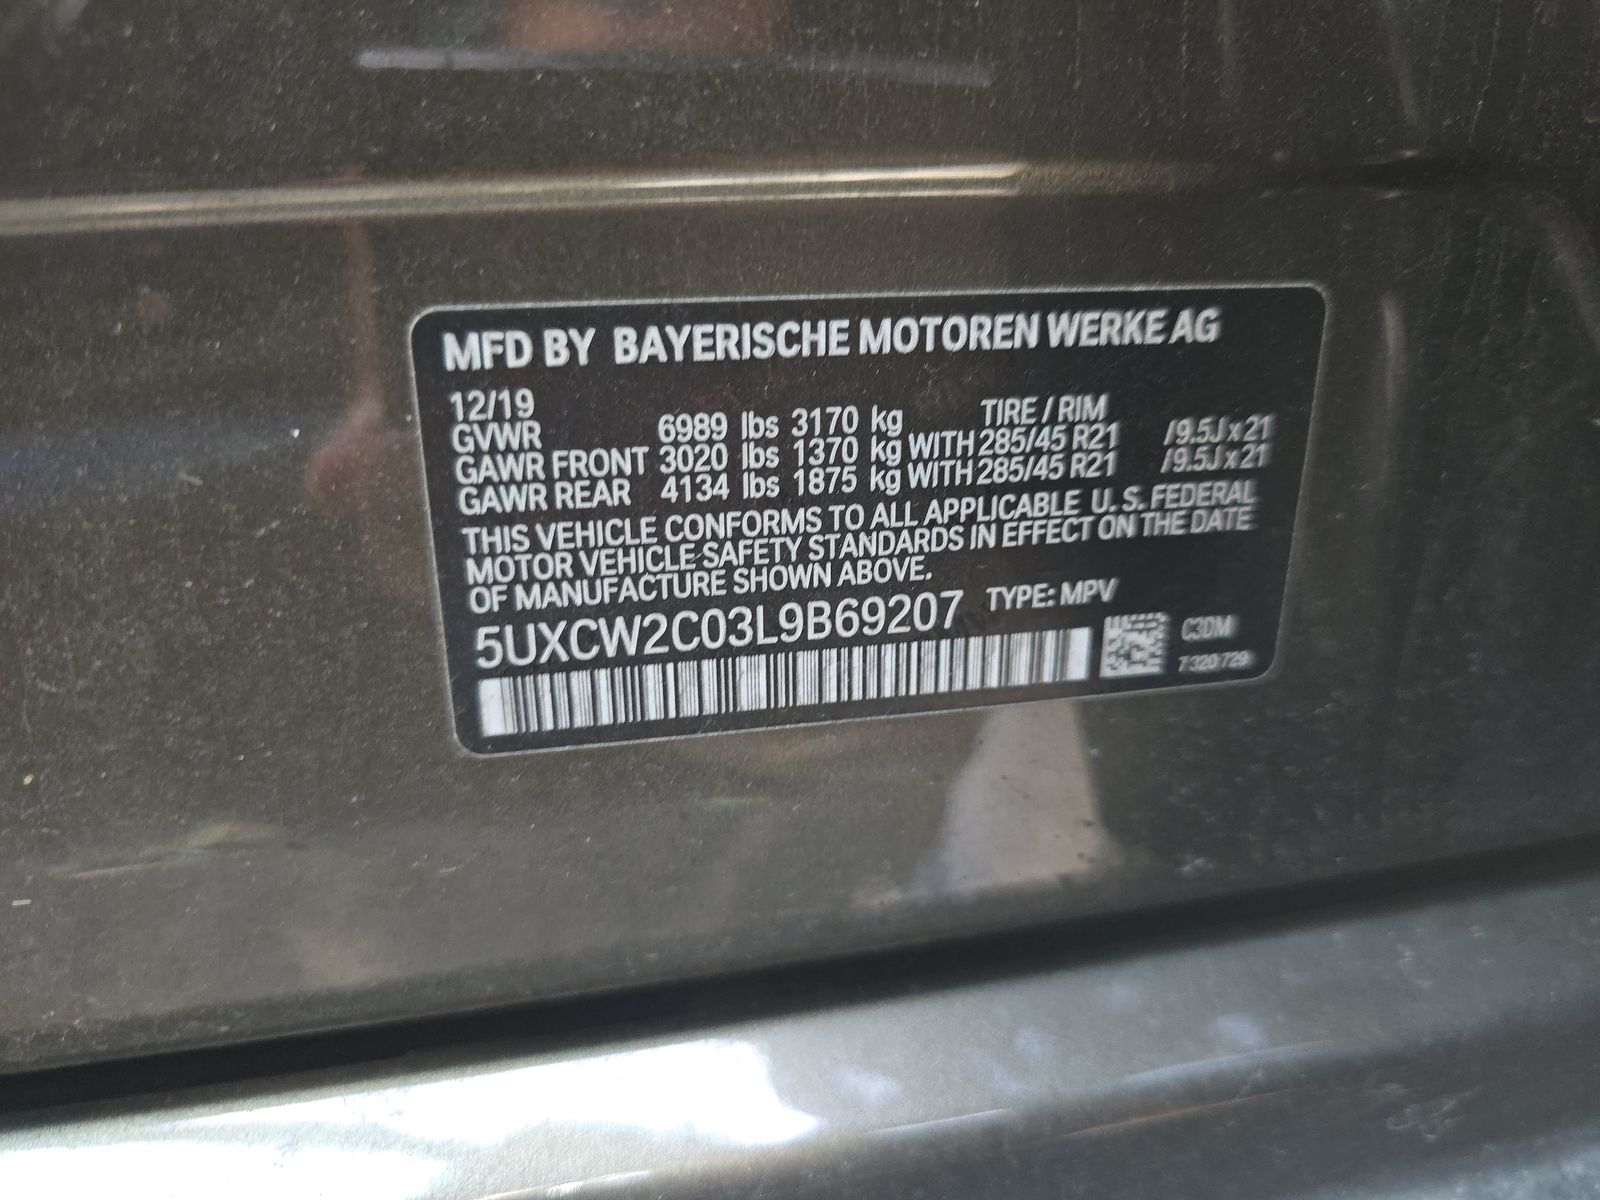 MFD BY BAYERISCHE MOTOREN WERKE AG
12/19 TIRE / RIM
GVWR 6989 lbs 3170 kg
GAWR FRONT 3020 lbs 1370 kg WITH 285/45 R21 /9.5J x 21
GAWR REAR 4134 lbs 1875 kg WITH 285/45 R21 /9.5J x 21
THIS VEHICLE CONFORMS TO ALL APPLICABLE U.S. FEDERAL
MOTOR VEHICLE SAFETY STANDARDS IN EFFECT ON THE DATE
OF MANUFACTURE SHOWN ABOVE.
5UXCW2C03L9B69207 TYPE: MPV
C3DM